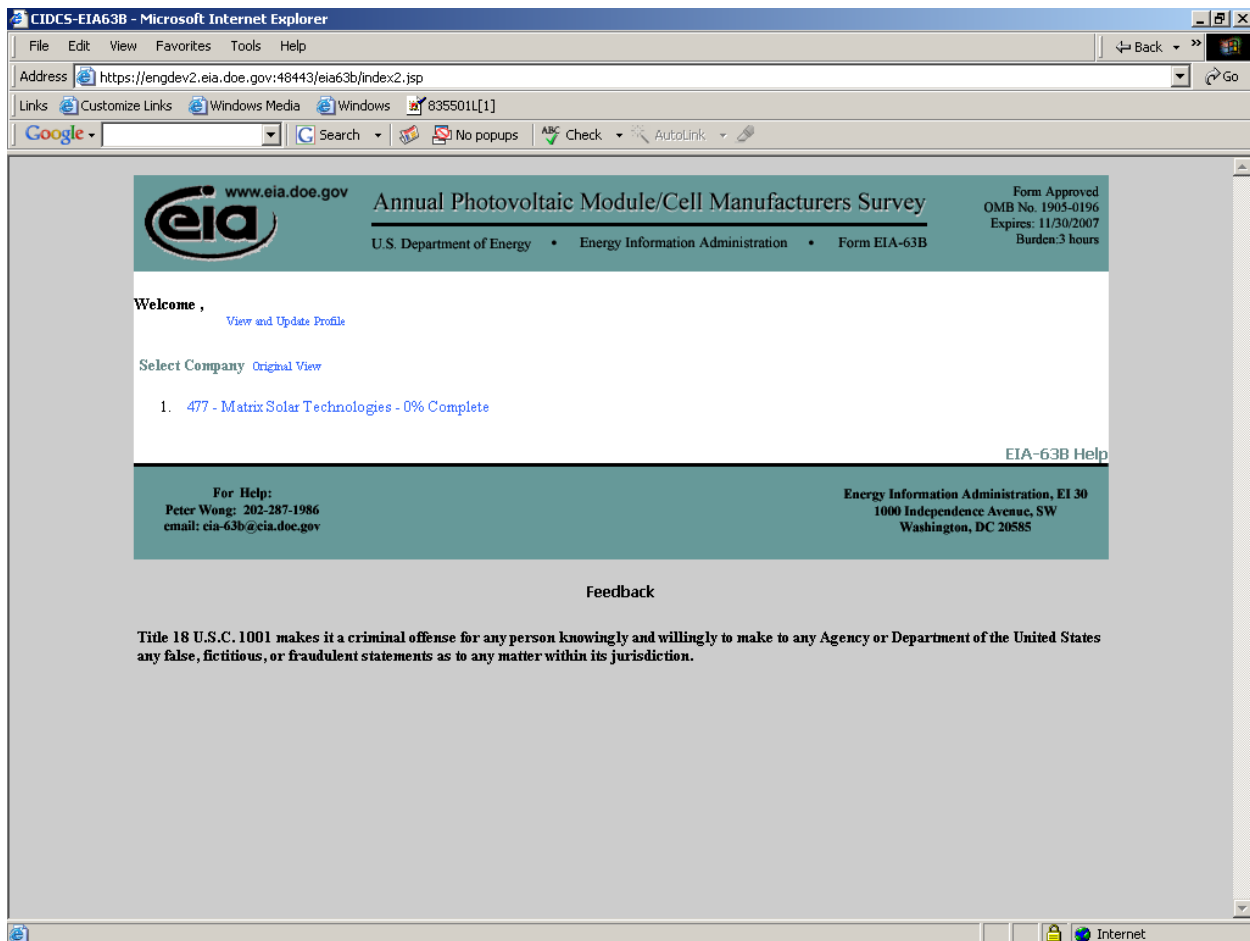 CIDCS-EIA63B - Microsoft Internet Explorer
File Edit View Favorites Tools Help Back »
Address https://engdev2.eia.doe.gov:48443/eia63b/index2.jsp Go
Links Customize Links Windows Media Windows 835501L[1]
Google Search No popups ABC Check AutoLink
www.eia.doe.gov
eia
Annual Photovoltaic Module/Cell Manufacturers Survey
U.S. Department of Energy • Energy Information Administration • Form EIA-63B
Form Approved
OMB No. 1905-0196
Expires: 11/30/2007
Burden:3 hours
Welcome ,
View and Update Profile
Select Company Original View
1. 477 - Matrix Solar Technologies - 0% Complete
EIA-63B Help
For Help:
Peter Wong: 202-287-1986
email: eia-63b@eia.doe.gov
Energy Information Administration, EI 30
1000 Independence Avenue, SW
Washington, DC 20585
Feedback
Title 18 U.S.C. 1001 makes it a criminal offense for any person knowingly and willingly to make to any Agency or Department of the United States
any false, fictitious, or fraudulent statements as to any matter within its jurisdiction.
Internet